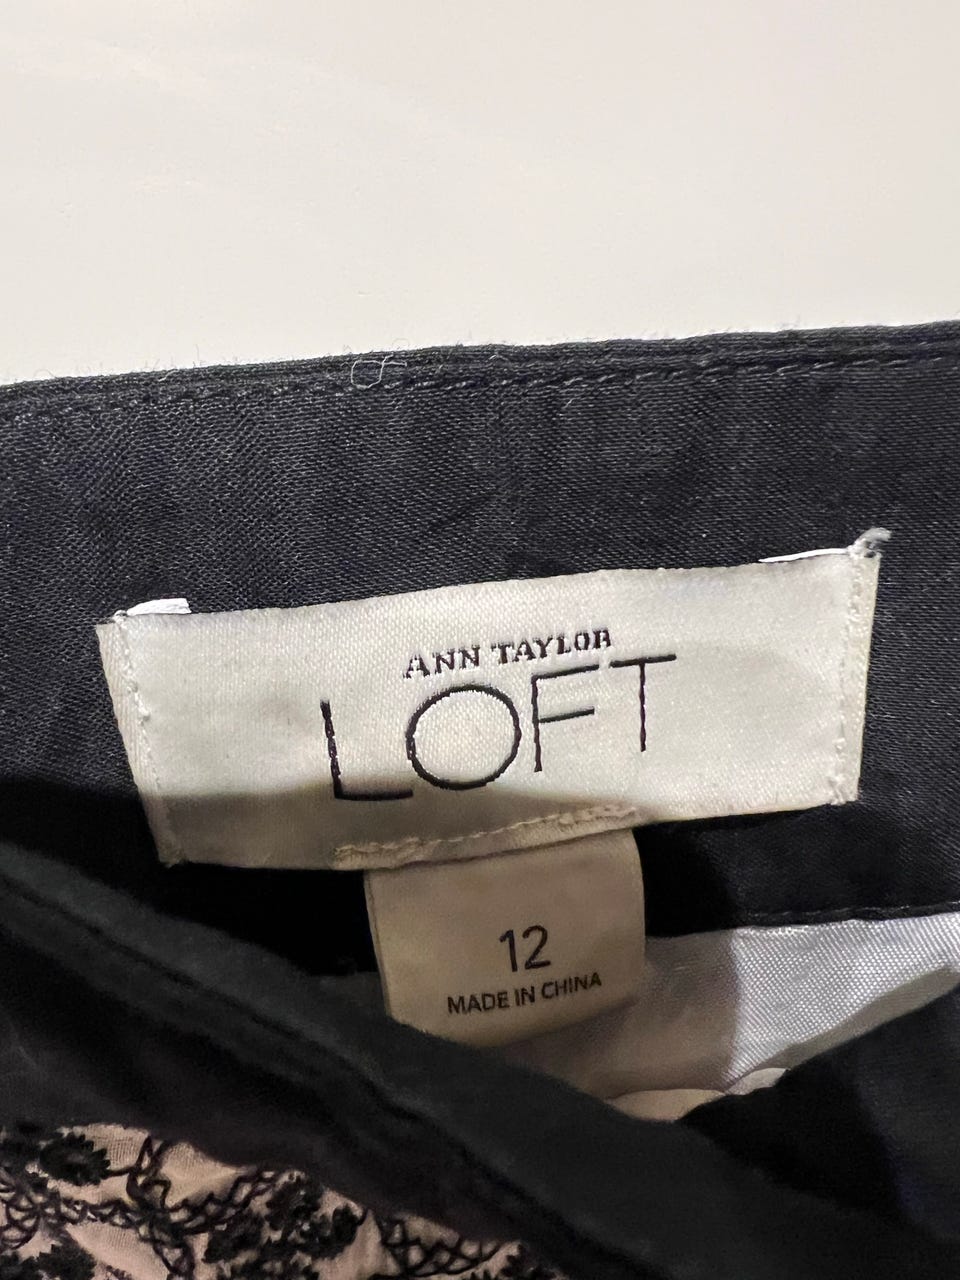 ANN TAYLOR
LOFT
12
MADE IN CHINA